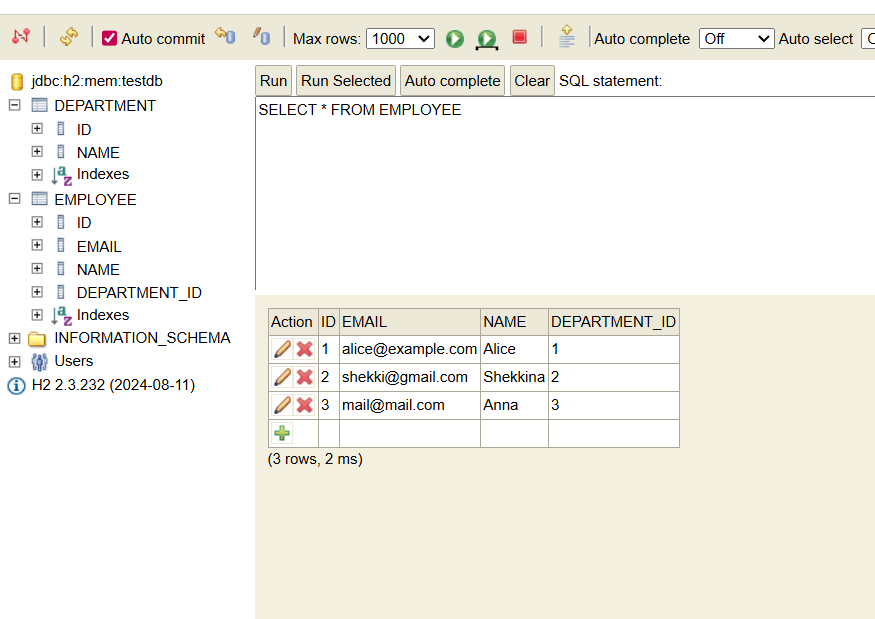 Auto commit Max rows: 1000 Auto complete Off Auto select
jdbc:h2:mem:testdb
DEPARTMENT
ID
NAME
Indexes
EMPLOYEE
ID
EMAIL
NAME
DEPARTMENT_ID
Indexes
INFORMATION_SCHEMA
Users
H2 2.3.232 (2024-08-11)
Run Run Selected Auto complete Clear SQL statement:
SELECT * FROM EMPLOYEE
Action ID EMAIL NAME DEPARTMENT_ID
1 alice@example.com Alice 1
2 shekki@gmail.com Shekkina 2
3 mail@mail.com Anna 3
(3 rows, 2 ms)